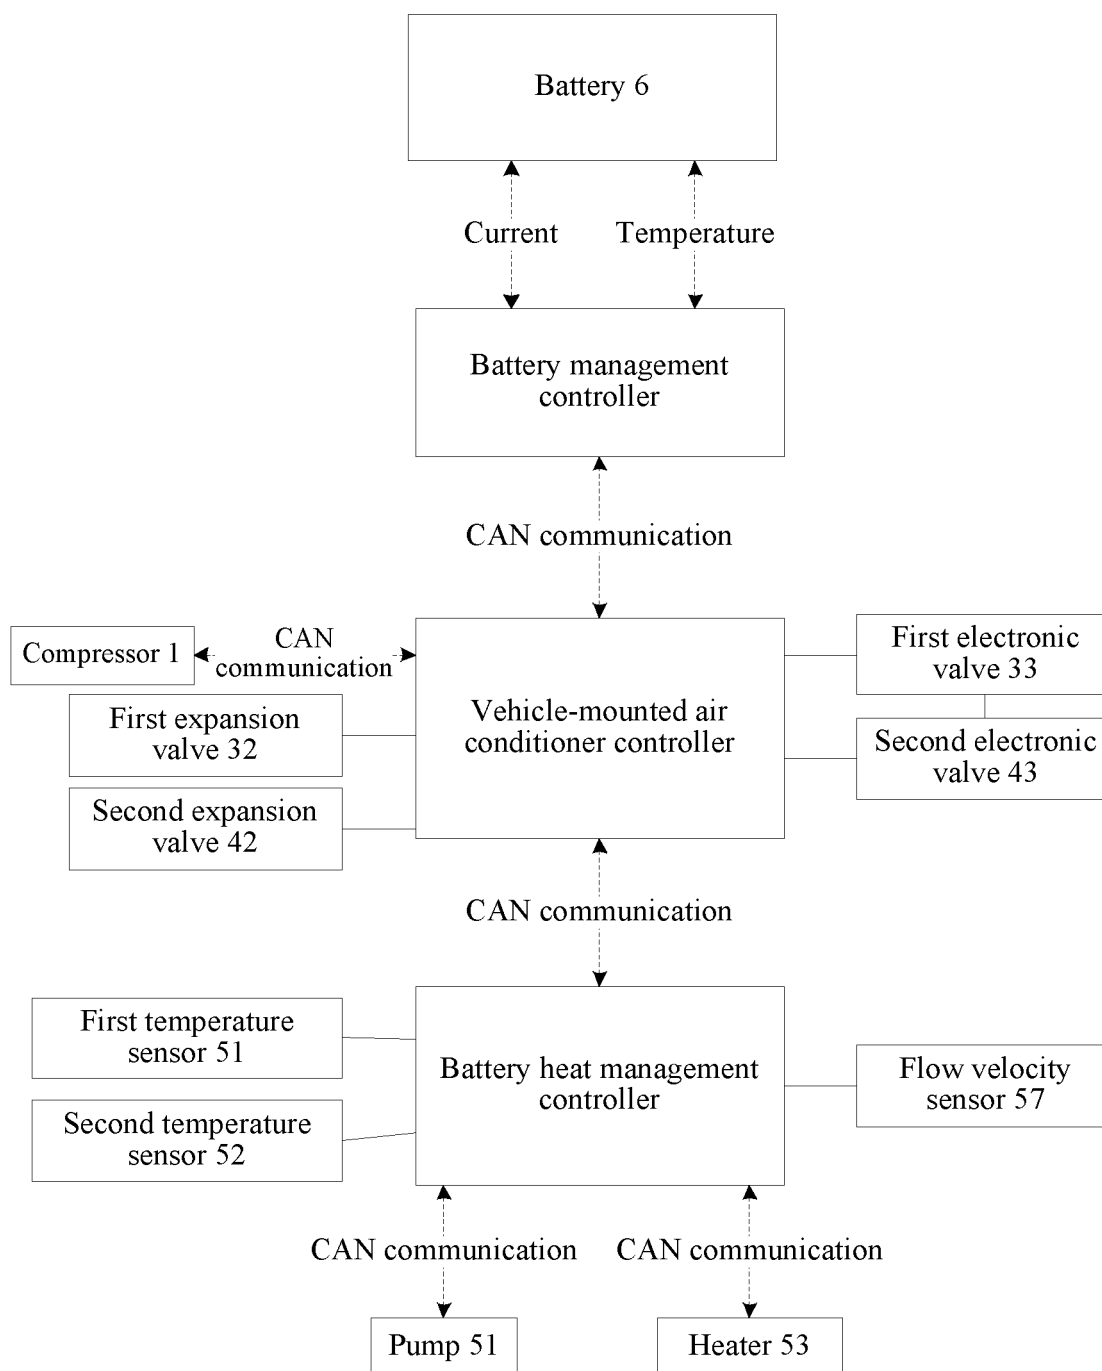 Battery 6
Current
Temperature
Battery management
controller
CAN communication
Compressor 1
CAN
communication
First expansion
valve 32
Second expansion
valve 42
Vehicle-mounted air
conditioner controller
First electronic
valve 33
Second electronic
valve 43
CAN communication
First temperature
sensor 51
Second temperature
sensor 52
Battery heat management
controller
Flow velocity
sensor 57
CAN communication
CAN communication
Pump 51
Heater 53